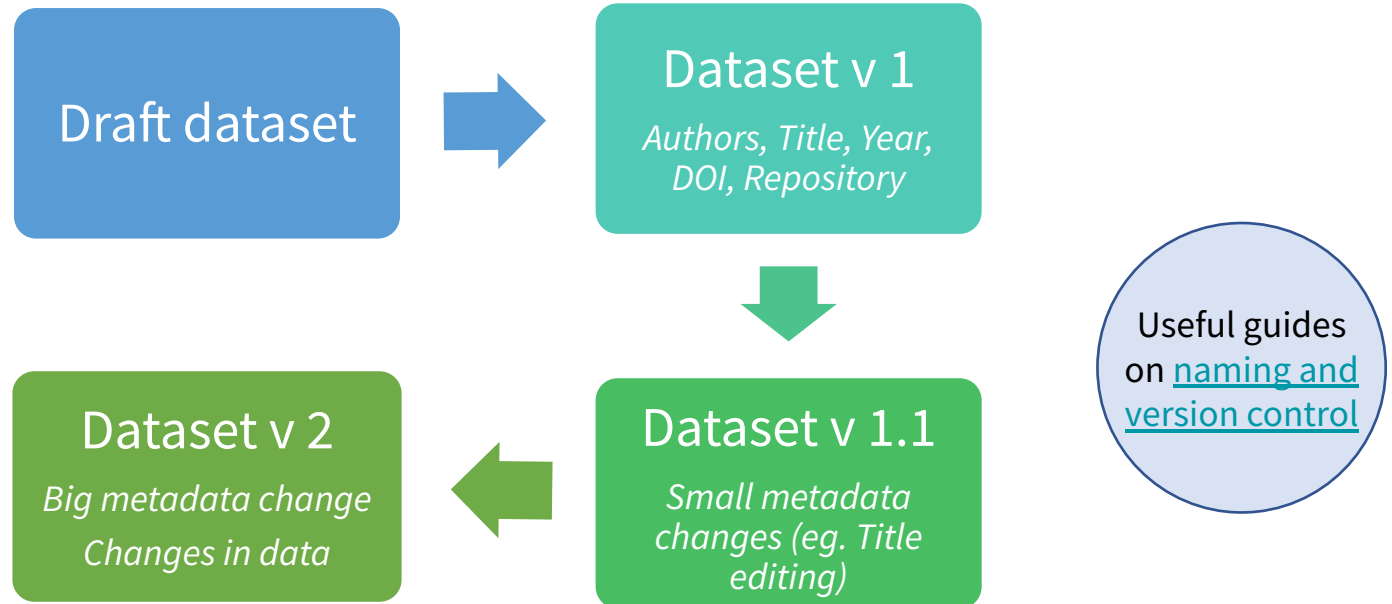 Draft dataset
Dataset v 1
Authors, Title, Year,
DOI, Repository
Dataset v 1.1
Small metadata
changes (eg. Title
editing)
Dataset v 2
Big metadata change
Changes in data
Useful guides
on naming and
version control